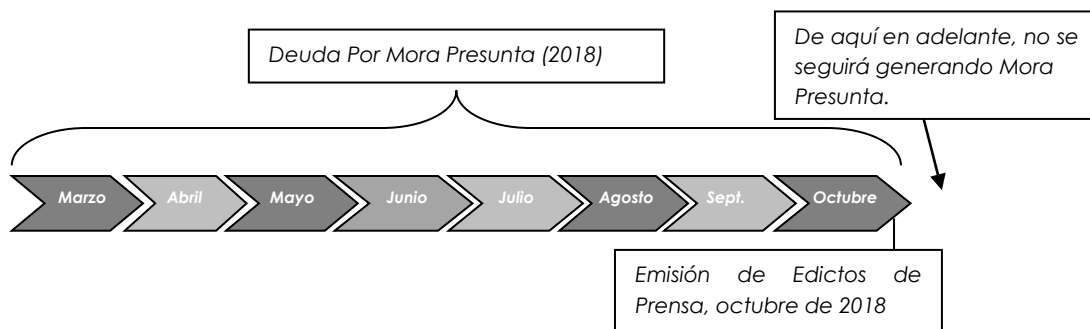 Deuda Por Mora Presunta (2018)
De aquí en adelante, no se
seguirá generando Mora
Presunta.
Marzo
Abril
Mayo
Junio
Julio
Agosto
Sept.
Octubre
Emisión de Edictos de
Prensa, octubre de 2018